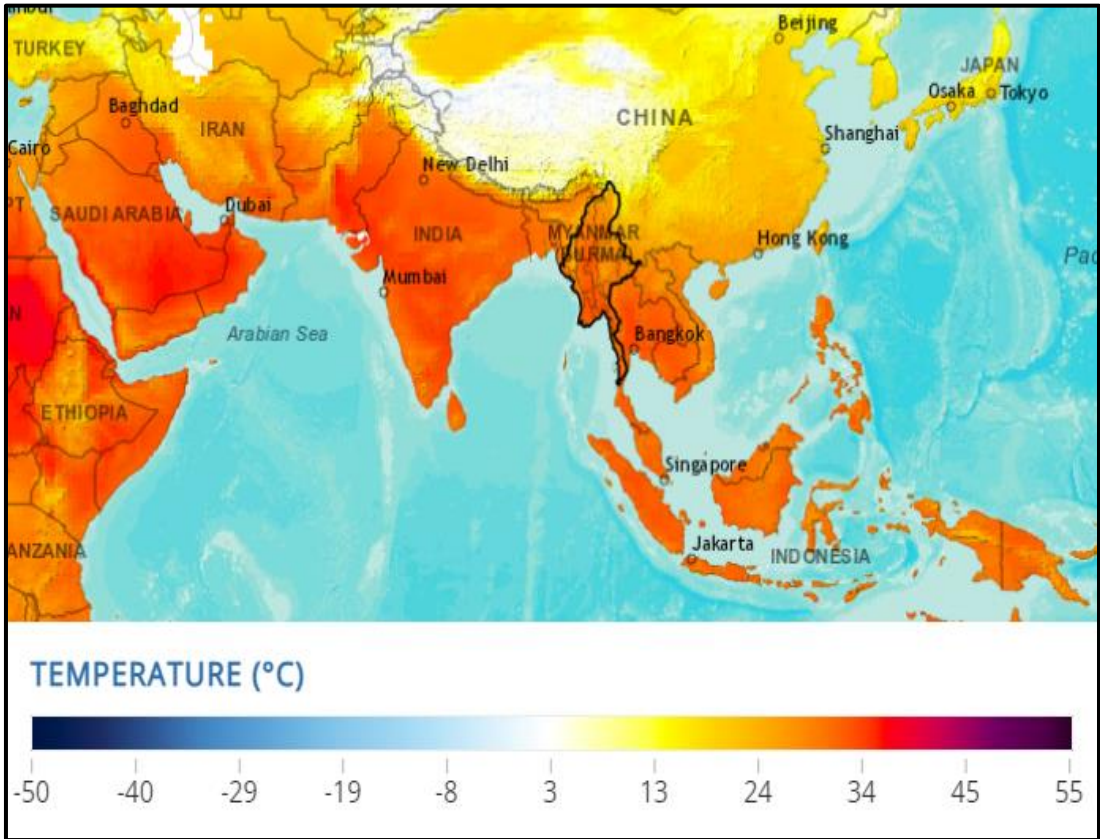 TURKEY
Beijing
JAPAN
Baghdad
Osaka
Tokyo
IRAN
CHINA
Cairo
Shanghai
New Delhi
Dubai
SAUDI ARABIA
INDIA
MYANMAR
BURMA
Hong Kong
Pac
Mumbai
N
Arabian Sea
Bangkok
ETHIOPIA
Singapore
ANZANIA
Jakarta
INDONESIA
TEMPERATURE (°C)
-50 -40 -29 -19 -8 3 13 24 34 45 55